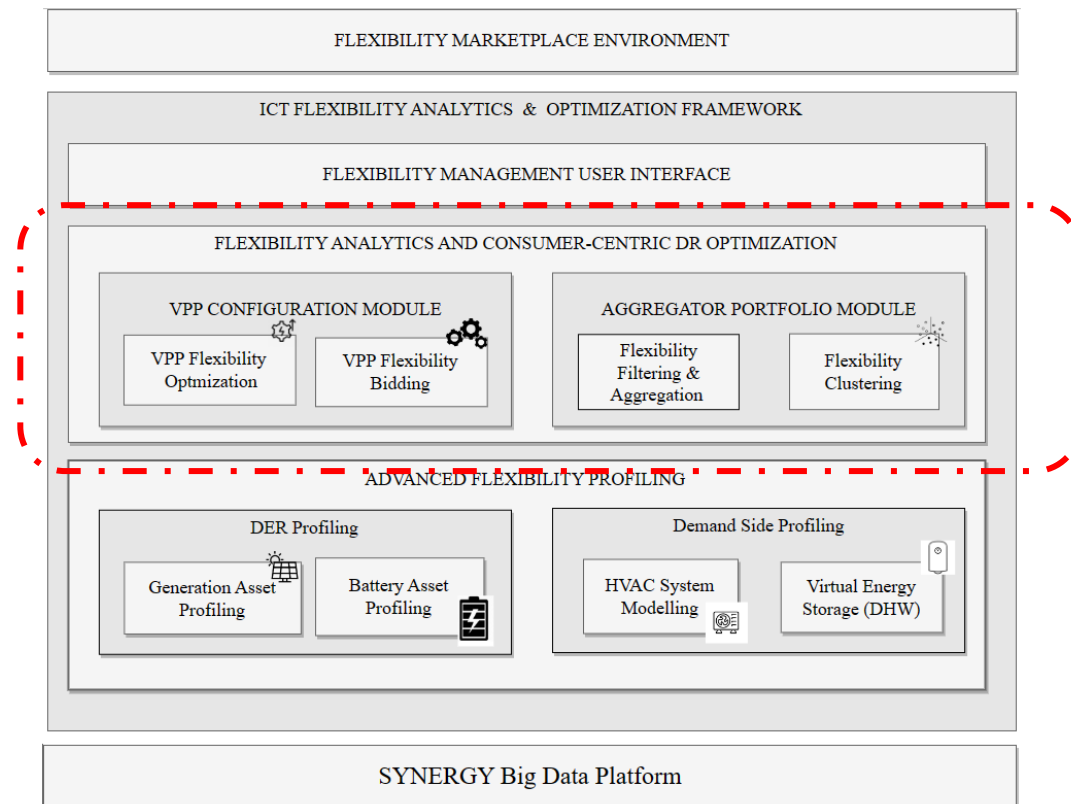 FLEXIBILITY MARKETPLACE ENVIRONMENT
ICT FLEXIBILITY ANALYTICS & OPTIMIZATION FRAMEWORK
FLEXIBILITY MANAGEMENT USER INTERFACE
FLEXIBILITY ANALYTICS AND CONSUMER-CENTRIC DR OPTIMIZATION
VPP CONFIGURATION MODULE
VPP Flexibility
Optmization
VPP Flexibility
Bidding
AGGREGATOR PORTFOLIO MODULE
Flexibility
Filtering &
Aggregation
Flexibility
Clustering
ADVANCED FLEXIBILITY PROFILING
DER Profiling
Generation Asset
Profiling
Battery Asset
Profiling
Demand Side Profiling
HVAC System
Modelling
Virtual Energy
Storage (DHW)
SYNERGY Big Data Platform